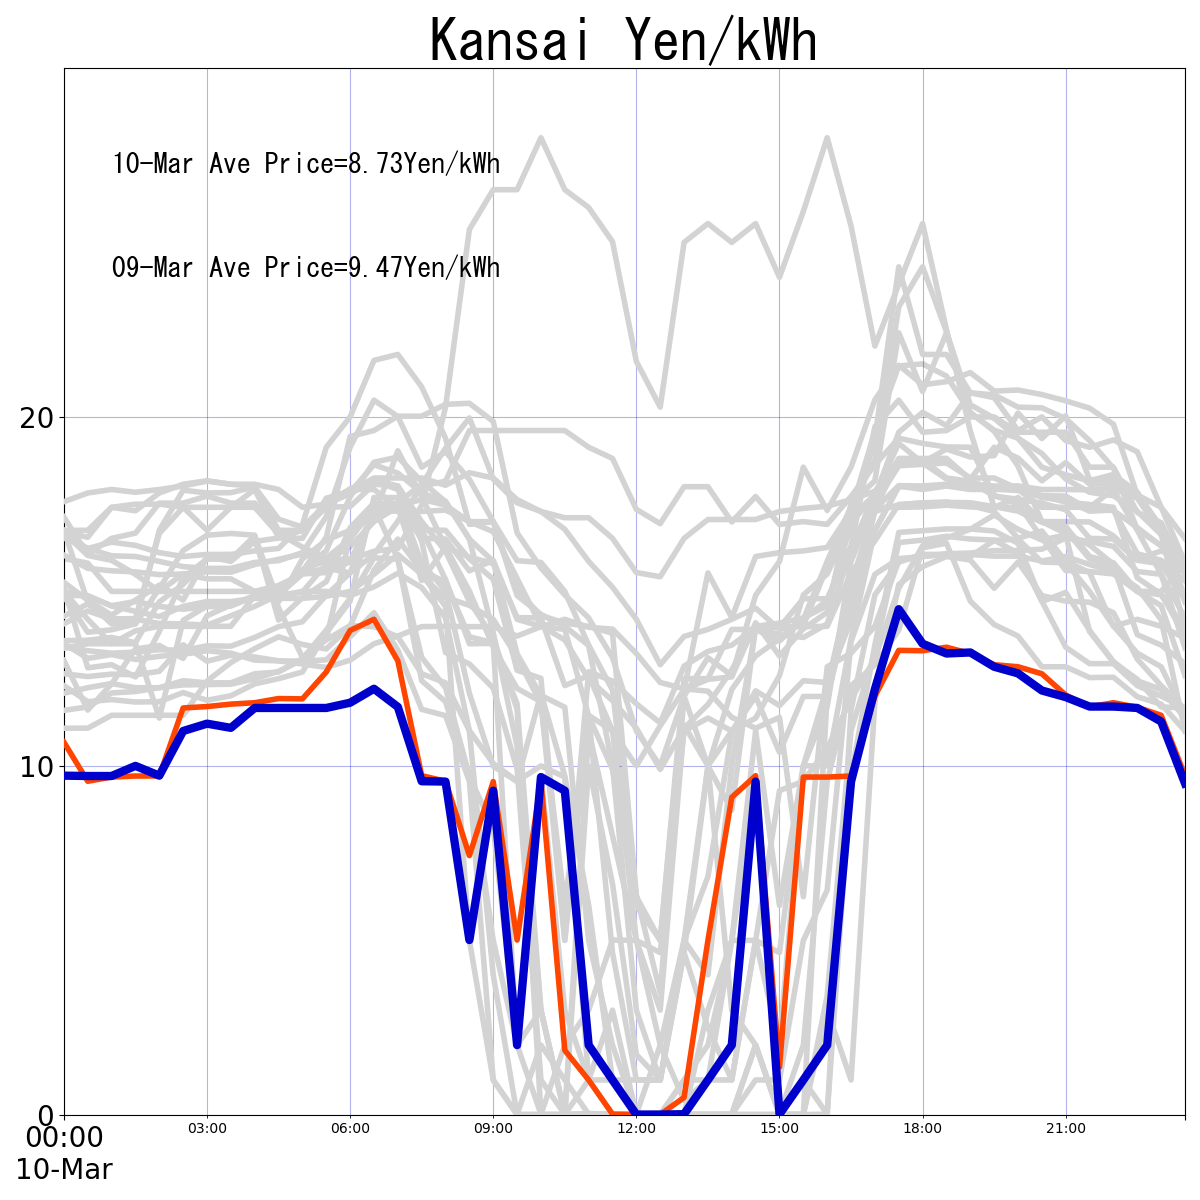 Kansai Yen/kWh
10-Mar Ave Price=8.73Yen/kWh
09-Mar Ave Price=9.47Yen/kWh
20
10
0
00:00 03:00 06:00 09:00 12:00 15:00 18:00 21:00
10-Mar